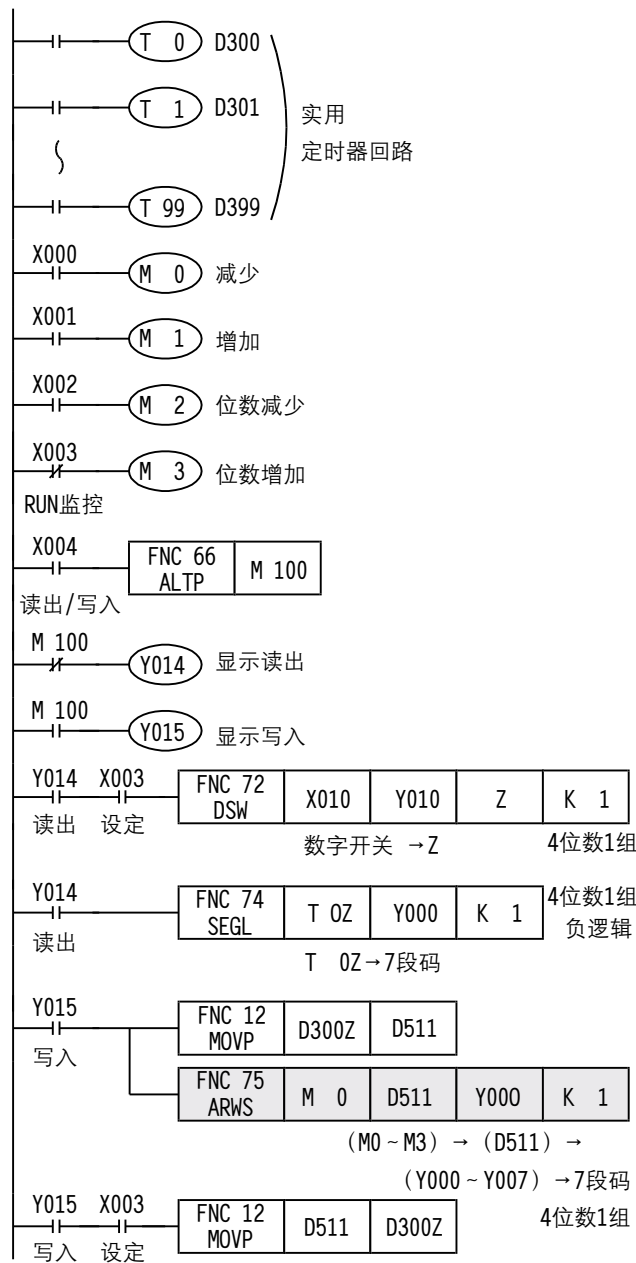 T 0 D300
T 1 D301
实用
定时器回路
T 99 D399
X000
M 0 减少
X001
M 1 增加
X002
M 2 位数减少
X003
M 3 位数增加
RUN监控
X004
FNC 66
ALTP
M 100
读出/写入
M 100
Y014 显示读出
M 100
Y015 显示写入
Y014 X003
FNC 72
DSW
X010 Y010 Z K 1
读出 设定
数字开关 →Z 4位数1组
Y014
FNC 74
SEGL
T 0Z Y000 K 1
4位数1组
负逻辑
读出
T 0Z→7段码
Y015
FNC 12
MOVP
D300Z D511
写入
FNC 75
ARWS
M 0 D511 Y000 K 1
(M0~M3) → (D511) →
(Y000~Y007) →7段码
4位数1组
Y015 X003
FNC 12
MOVP
D511 D300Z
写入 设定